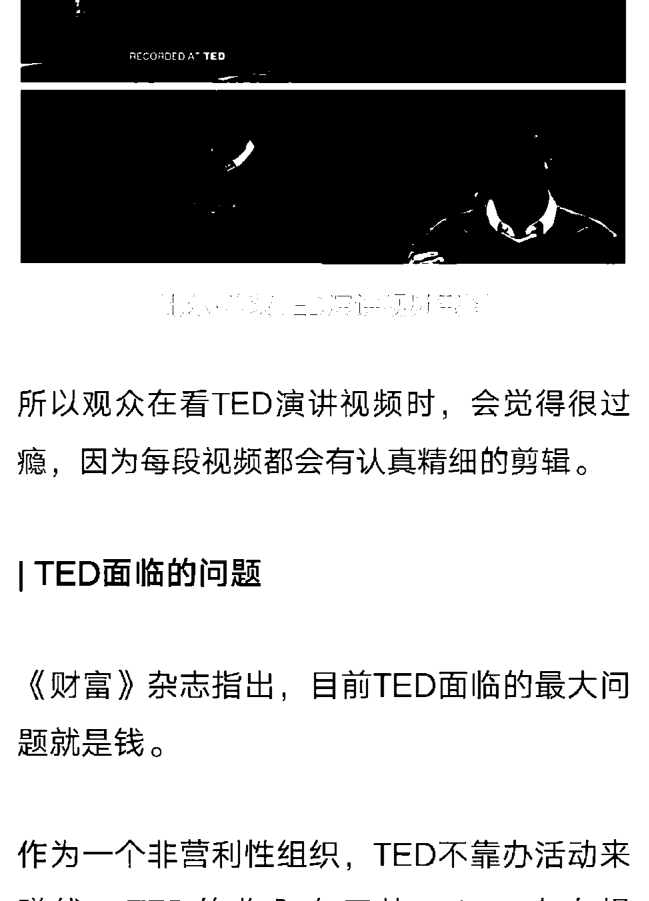 RECORDED AT TED
所以观众在看TED演讲视频时，会觉得很过
瘾，因为每段视频都会有认真精细的剪辑。
| TED面临的问题
《财富》杂志指出，目前TED面临的最大问
题就是钱。
作为一个非营利性组织，TED不靠办活动来